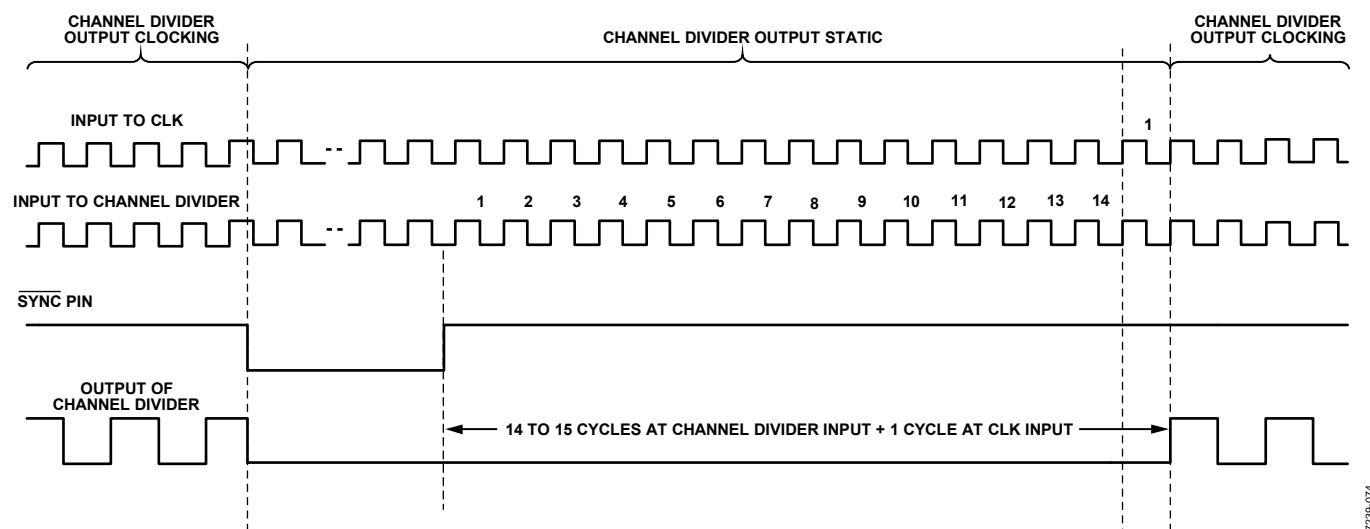 CHANNEL DIVIDER
OUTPUT CLOCKING
CHANNEL DIVIDER OUTPUT STATIC
CHANNEL DIVIDER
OUTPUT CLOCKING
INPUT TO CLK
1
INPUT TO CHANNEL DIVIDER
1 2 3 4 5 6 7 8 9 10 11 12 13 14
SYNC PIN
OUTPUT OF
CHANNEL DIVIDER
14 TO 15 CYCLES AT CHANNEL DIVIDER INPUT + 1 CYCLE AT CLK INPUT